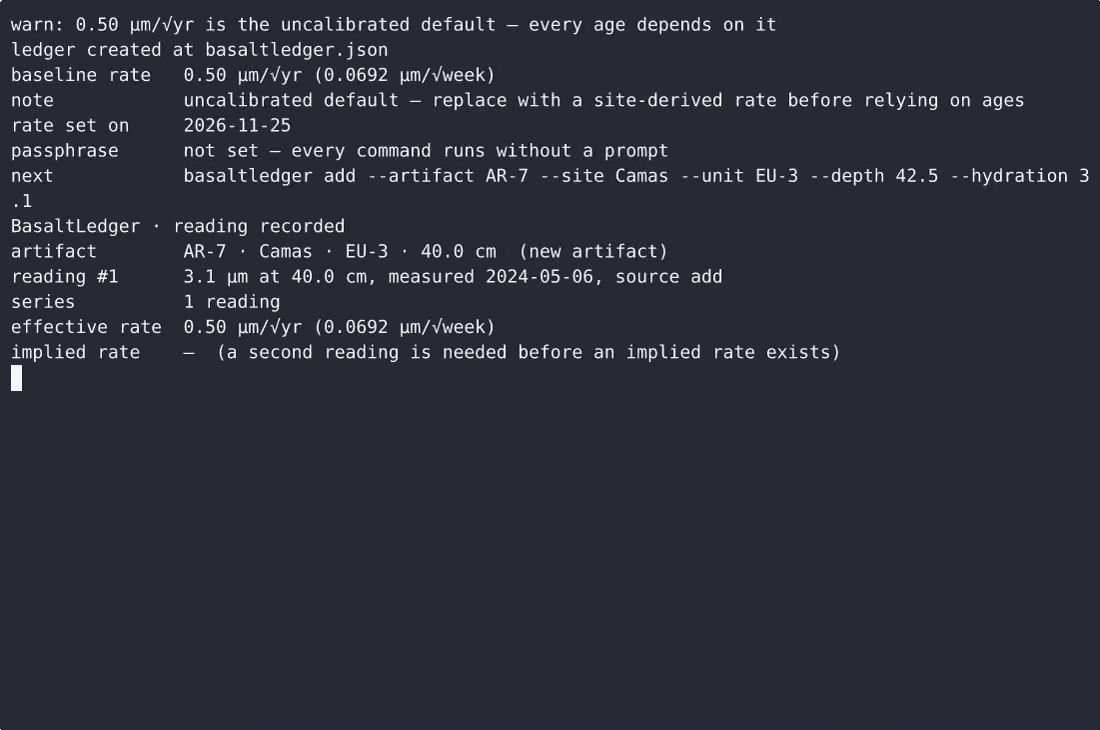 warn: 0.50 µm/√yr is the uncalibrated default — every age depends on it
ledger created at basaltledger.json
baseline rate   0.50 µm/√yr (0.0692 µm/√week)
note            uncalibrated default — replace with a site-derived rate before relying on ages
rate set on     2026-11-25
passphrase      not set — every command runs without a prompt
next            basaltledger add --artifact AR-7 --site Camas --unit EU-3 --depth 42.5 --hydration 3
.1
BasaltLedger · reading recorded
artifact        AR-7 · Camas · EU-3 · 40.0 cm  (new artifact)
reading #1      3.1 µm at 40.0 cm, measured 2024-05-06, source add
series          1 reading
effective rate  0.50 µm/√yr (0.0692 µm/√week)
implied rate    —  (a second reading is needed before an implied rate exists)